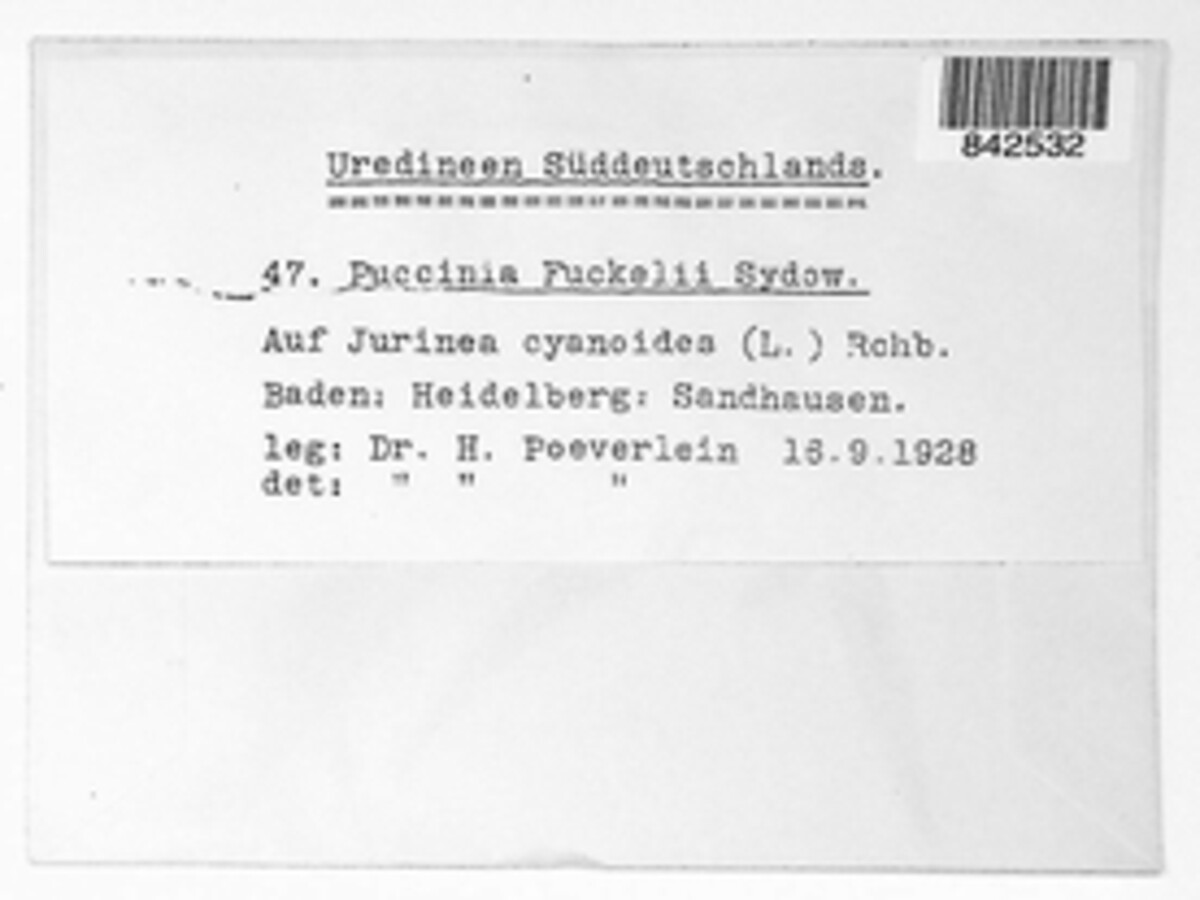 842532
Uredineen Süddeutschlands.
47. Puccinia Fuckelii Sydow.
Auf Jurinea cyanoides (L.) Rchb.
Baden: Heidelberg: Sandhausen.
leg: Dr. H. Poeverlein 16.9.1928
det: " " "